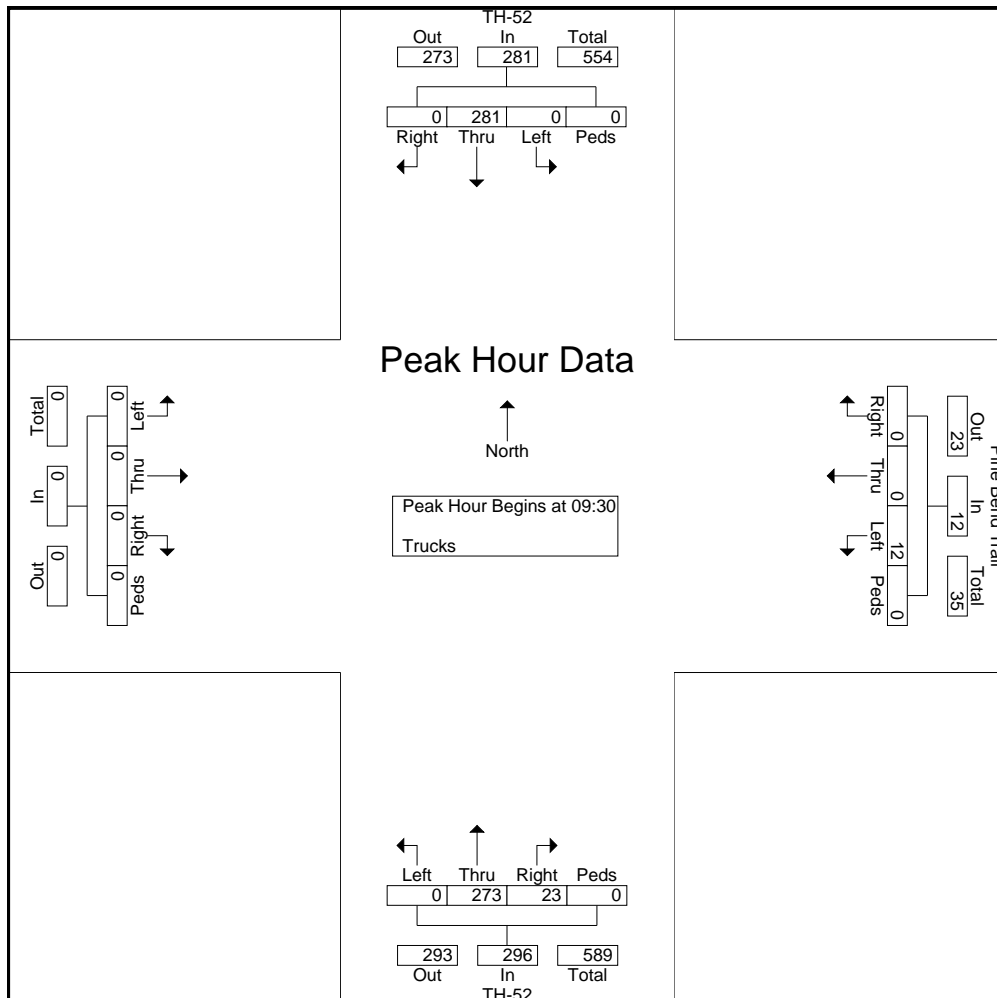 TH-52
Out In Total
273 281 554
0 281 0 0
Right Thru Left Peds
Peak Hour Data
North
Peak Hour Begins at 09:30
Trucks
Total In Out
0 0 0
0 0 0 0
Left Thru Right Peds
Pine Bend Trail
Out In Total
23 12 35
0 0 12 0
Right Thru Left Peds
Left Thru Right Peds
0 273 23 0
293 296 589
Out In Total
TH-52